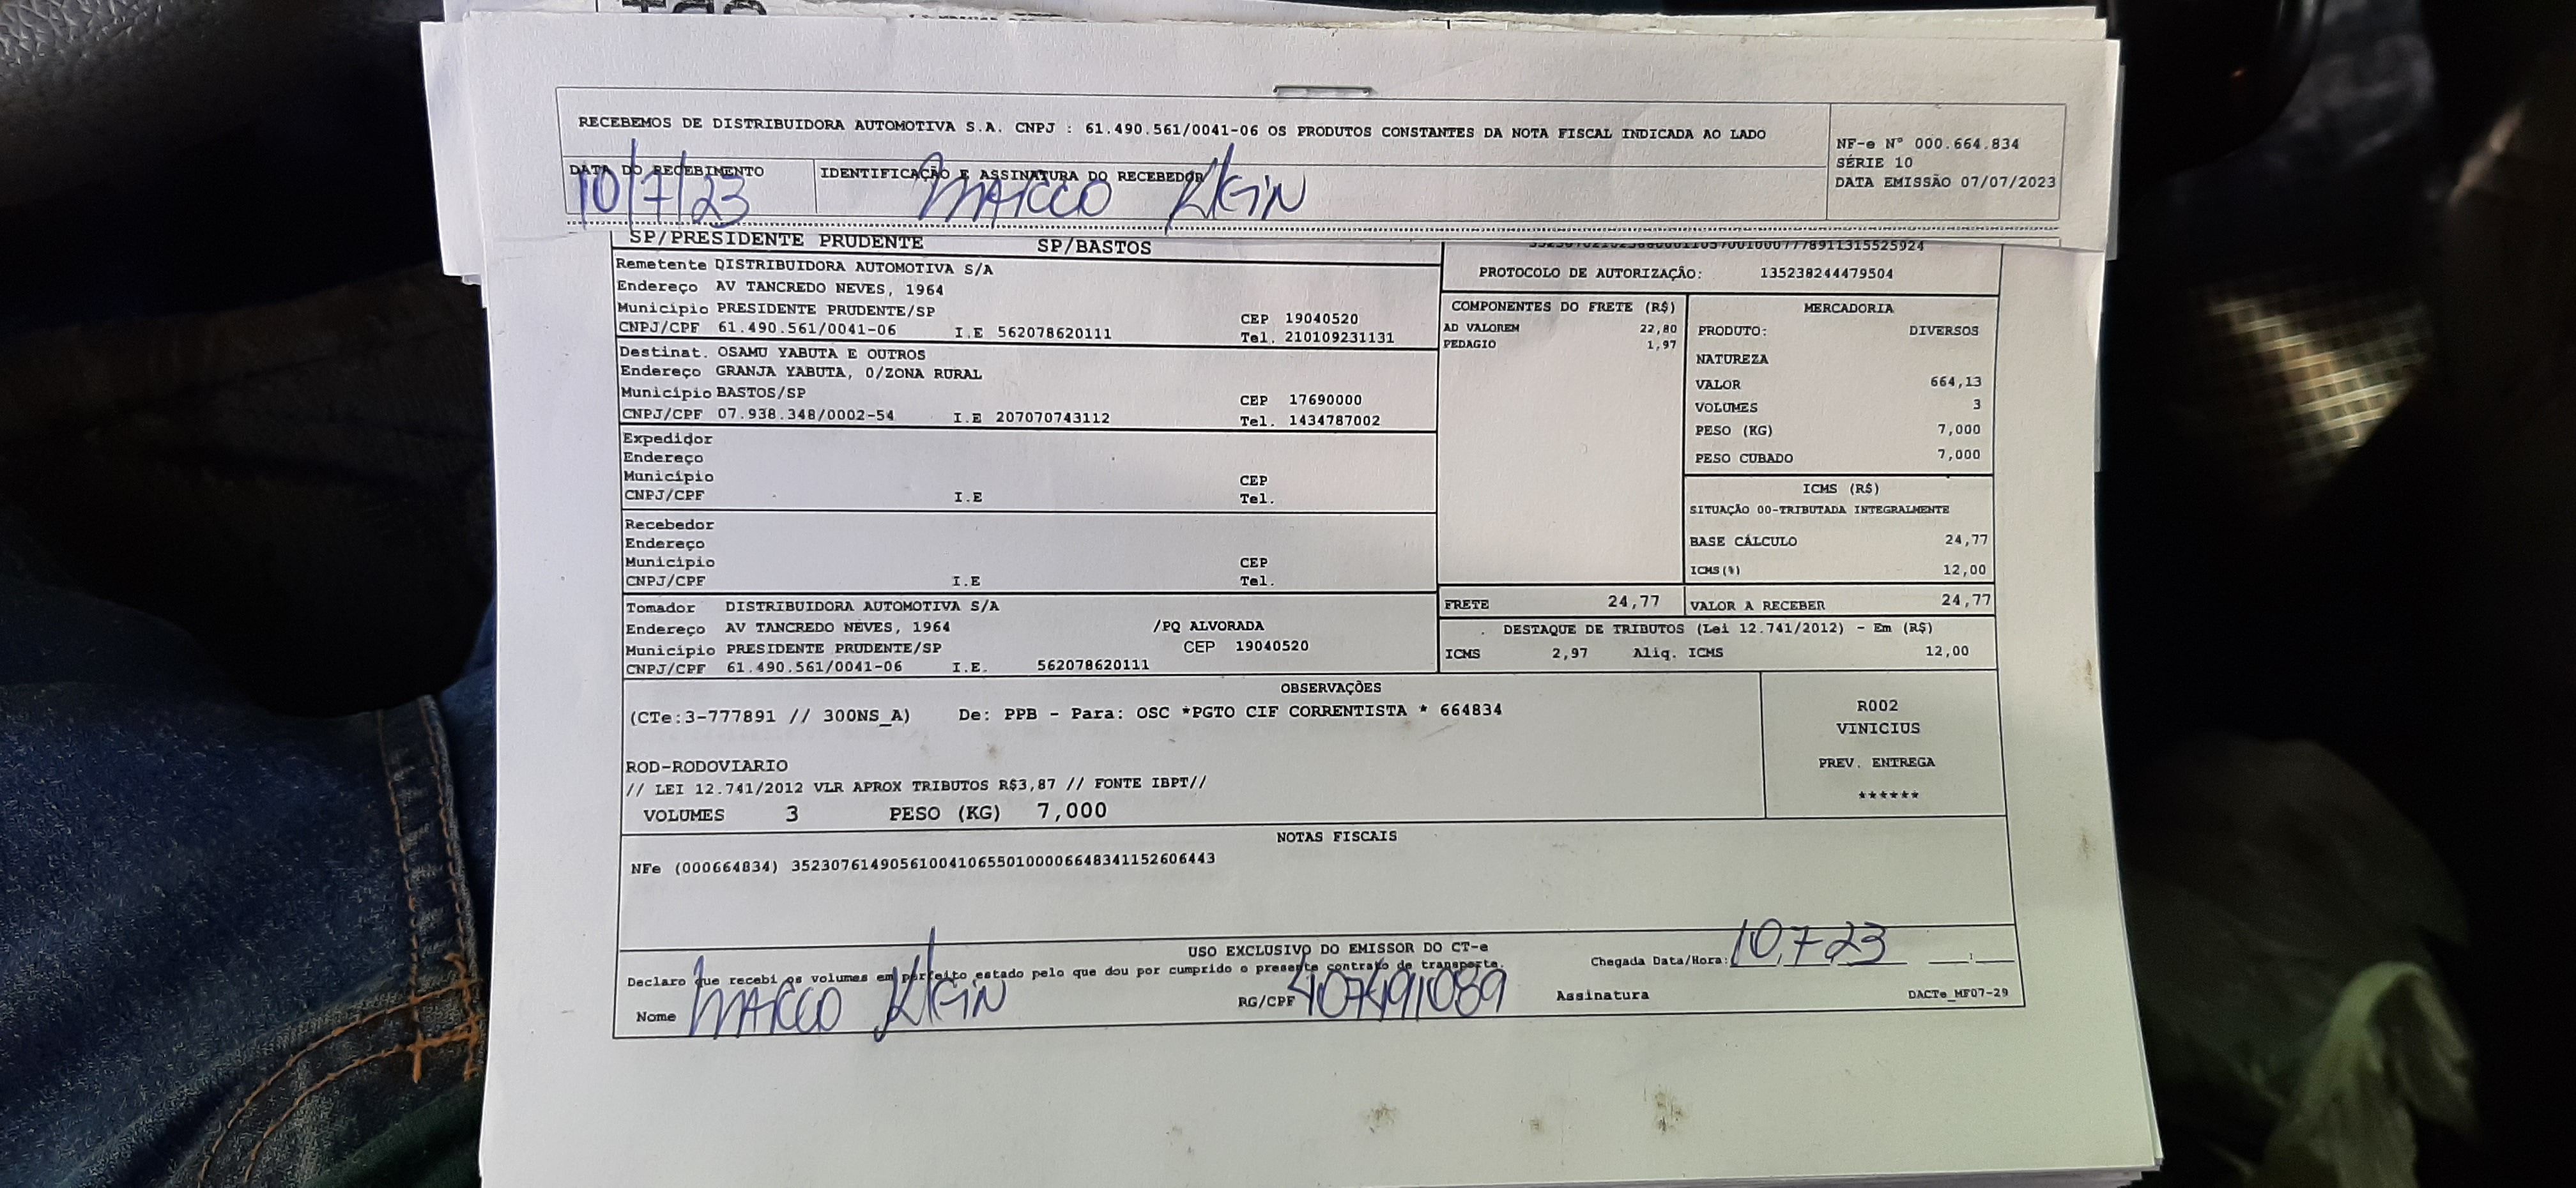 RECEBEMOS DE DISTRIBUIDORA AUTOMOTIVA S.A. CNPJ : 61.490.561/0041-06 OS PRODUTOS CONSTANTES DA NOTA FISCAL INDICADA AO LADO
NF-e Nº 000.664.834
SÉRIE 10
DATA EMISSÃO 07/07/2023
DATA DO RECEBIMENTO
10/7/23
IDENTIFICAÇÃO E ASSINATURA DO RECEBEDOR
MARCO KlEiN
SP/PRESIDENTE PRUDENTE SP/BASTOS
Remetente DISTRIBUIDORA AUTOMOTIVA S/A
Endereço AV TANCREDO NEVES, 1964
Município PRESIDENTE PRUDENTE/SP CEP 19040520
CNPJ/CPF 61.490.561/0041-06 I.E 562078620111 Tel. 210109231131
Destinat. OSAMU YABUTA E OUTROS
Endereço GRANJA YABUTA, 0/ZONA RURAL
Município BASTOS/SP CEP 17690000
CNPJ/CPF 07.938.348/0002-54 I.E 207070743112 Tel. 1434787002
Expedidor
Endereço
Município CEP
CNPJ/CPF I.E Tel.
Recebedor
Endereço
Município CEP
CNPJ/CPF I.E Tel.
Tomador DISTRIBUIDORA AUTOMOTIVA S/A
Endereço AV TANCREDO NEVES, 1964 /PQ ALVORADA
Município PRESIDENTE PRUDENTE/SP CEP 19040520
CNPJ/CPF 61.490.561/0041-06 I.E. 562078620111
PROTOCOLO DE AUTORIZAÇÃO: 135238244479504
COMPONENTES DO FRETE (R$)
AD VALOREM 22,80
PEDAGIO 1,97
MERCADORIA
PRODUTO: DIVERSOS
NATUREZA
VALOR 664,13
VOLUMES 3
PESO (KG) 7,000
PESO CUBADO 7,000
ICMS (R$)
SITUAÇÃO 00-TRIBUTADA INTEGRALMENTE
BASE CÁLCULO 24,77
ICMS(%) 12,00
FRETE 24,77 VALOR A RECEBER 24,77
DESTAQUE DE TRIBUTOS (Lei 12.741/2012) - Em (R$)
ICMS 2,97 Aliq. ICMS 12,00
OBSERVAÇÕES
(CTe:3-777891 // 300NS_A) De: PPB - Para: OSC *PGTO CIF CORRENTISTA * 664834
ROD-RODOVIARIO
// LEI 12.741/2012 VLR APROX TRIBUTOS R$3,87 // FONTE IBPT//
VOLUMES 3 PESO (KG) 7,000
R002
VINICIUS
PREV. ENTREGA
******
NOTAS FISCAIS
NFe (000664834) 35230761490561004106550100006648341152606443
USO EXCLUSIVO DO EMISSOR DO CT-e
Declaro que recebi os volumes em perfeito estado pelo que dou por cumprido o presente contrato de transporte.
Chegada Data/Hora: 10,7,23
Nome MARCO KlEiN RG/CPF 407491089 Assinatura DACTe_MF07-29